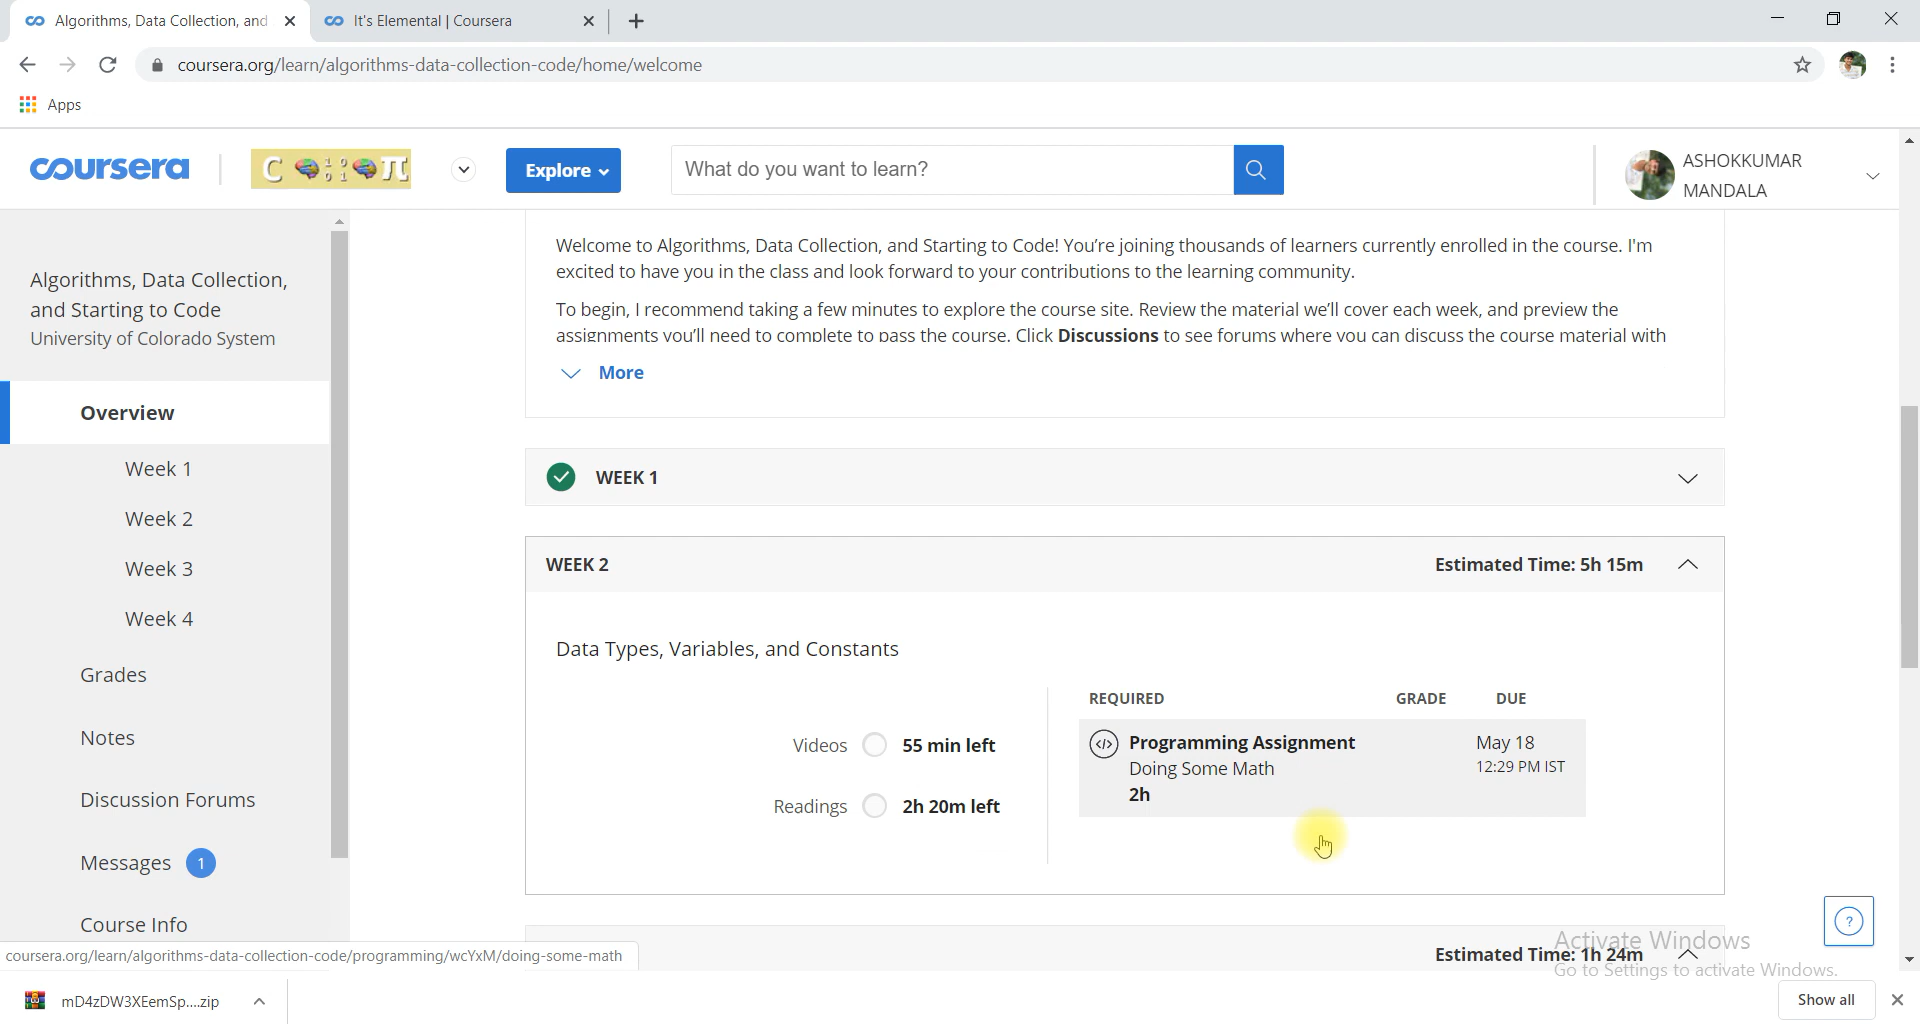 Algorithms, Data Collection, and
It's Elemental | Coursera
coursera.org/learn/algorithms-data-collection-code/home/welcome
Apps
coursera
C π
Explore
What do you want to learn?
ASHOKKUMAR
MANDALA
Algorithms, Data Collection,
and Starting to Code
University of Colorado System
Overview
Week 1
Week 2
Week 3
Week 4
Grades
Notes
Discussion Forums
Messages 1
Course Info
Welcome to Algorithms, Data Collection, and Starting to Code! You're joining thousands of learners currently enrolled in the course. I'm
excited to have you in the class and look forward to your contributions to the learning community.
To begin, I recommend taking a few minutes to explore the course site. Review the material we'll cover each week, and preview the
assignments you'll need to complete to pass the course. Click Discussions to see forums where you can discuss the course material with
More
WEEK 1
WEEK 2 Estimated Time: 5h 15m
Data Types, Variables, and Constants
Videos 55 min left
Readings 2h 20m left
REQUIRED GRADE DUE
Programming Assignment May 18
Doing Some Math 12:29 PM IST
2h
Estimated Time: 1h 24m
?
Activate Windows
Go to Settings to activate Windows.
coursera.org/learn/algorithms-data-collection-code/programming/wcYxM/doing-some-math
mD4zDW3XEemSp....zip
Show all